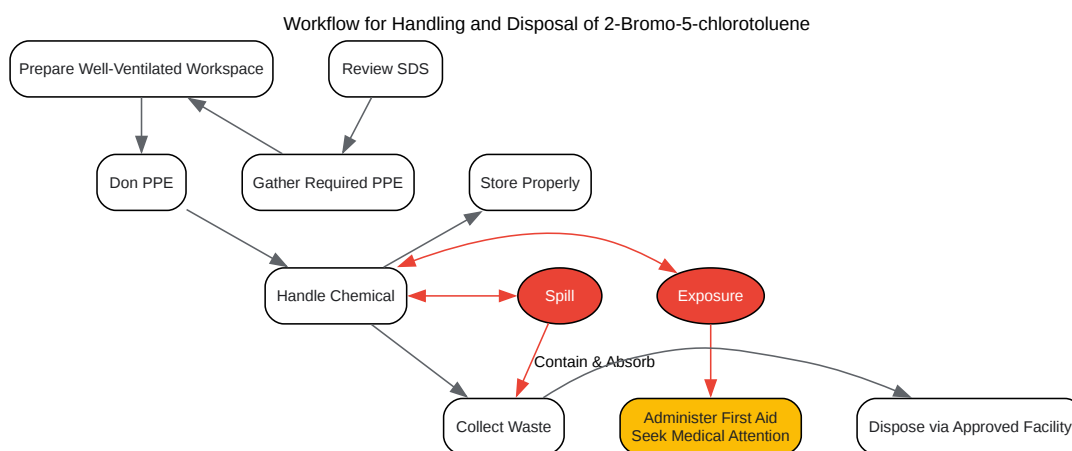 Workflow for Handling and Disposal of 2-Bromo-5-chlorotoluene
Prepare Well-Ventilated Workspace
Review SDS
Don PPE
Gather Required PPE
Store Properly
Handle Chemical
Spill
Exposure
Contain & Absorb
Collect Waste
Administer First Aid
Seek Medical Attention
Dispose via Approved Facility